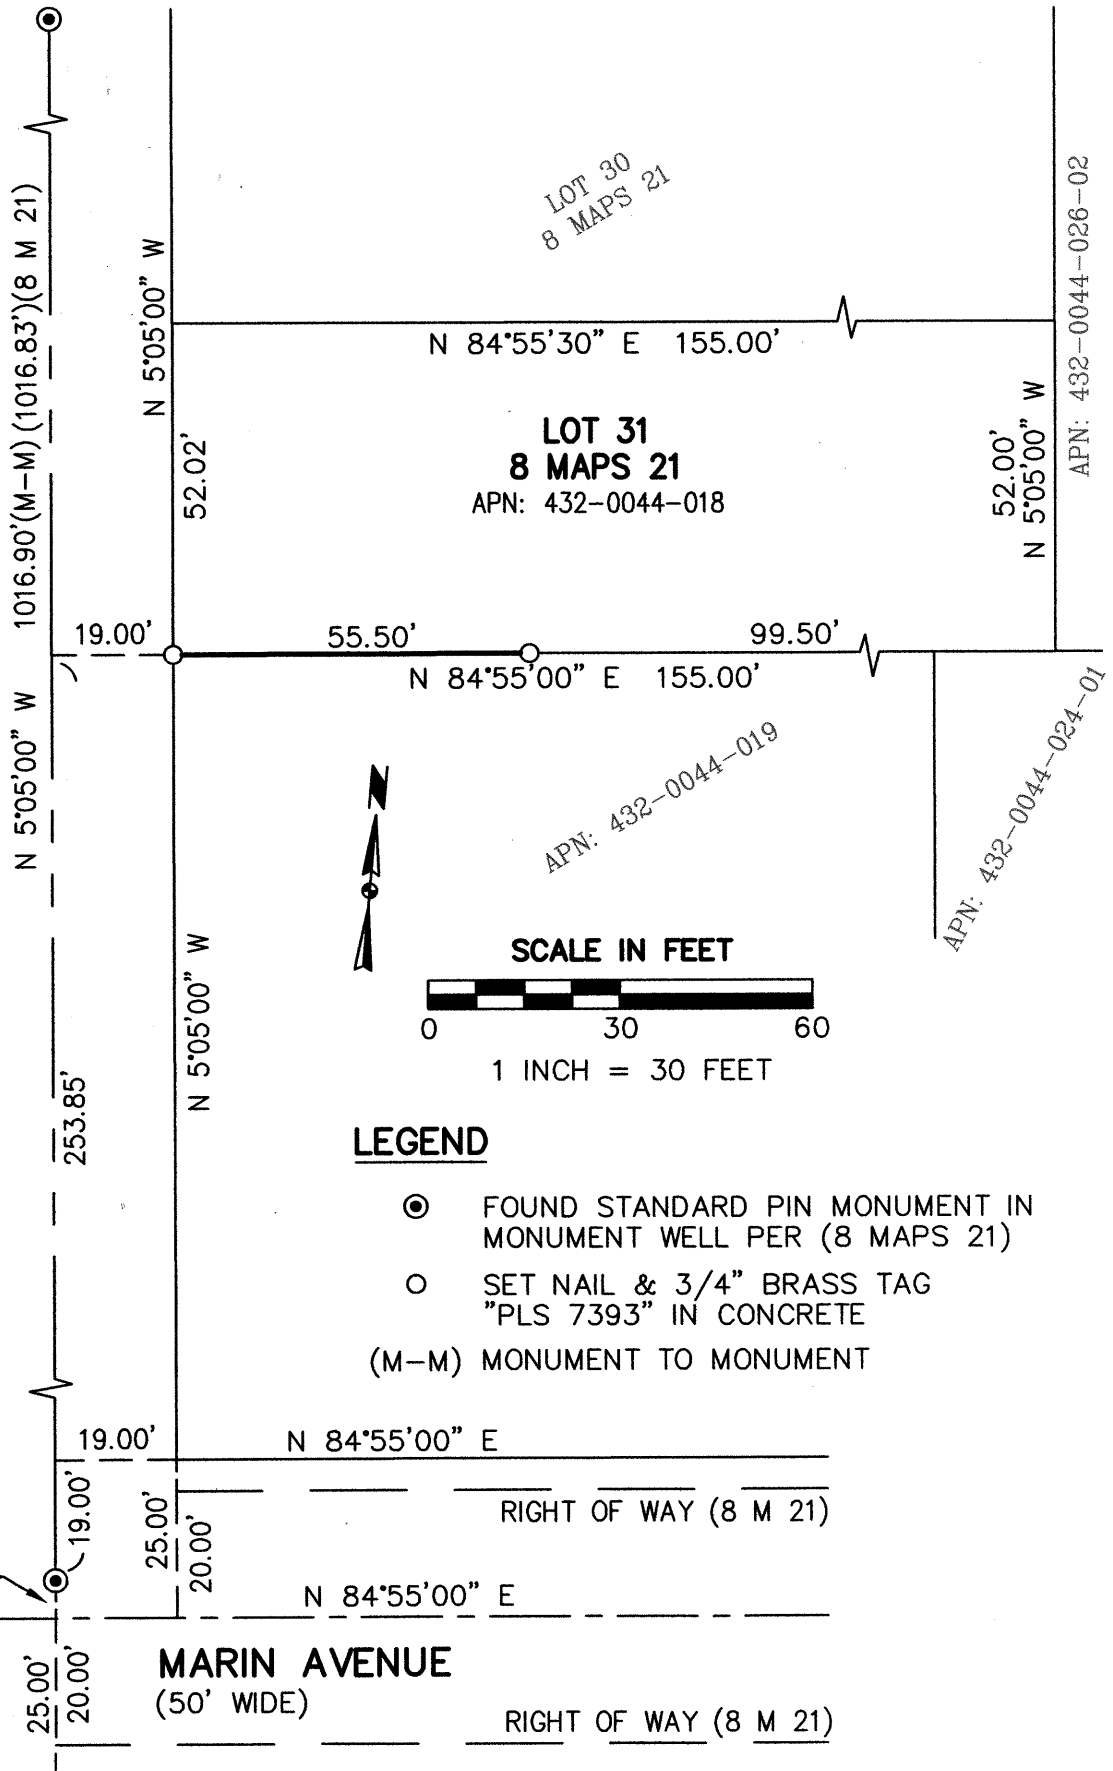 LOT 30
8 MAPS 21
APN: 432-0044-026-02
1016.90'(M-M)(1016.83')(8 M 21)
N 5°05'00" W
N 84°55'30" E 155.00'
LOT 31
8 MAPS 21
APN: 432-0044-018
52.02'
52.00'
N 5°05'00" W
19.00'
55.50'
99.50'
N 84°55'00" E 155.00'
N 5°05'00" W
APN: 432-0044-019
APN: 432-0044-024-01
N
N 5°05'00" W
253.85'
SCALE IN FEET
0 30 60
1 INCH = 30 FEET
LEGEND
FOUND STANDARD PIN MONUMENT IN
MONUMENT WELL PER (8 MAPS 21)
SET NAIL & 3/4" BRASS TAG
"PLS 7393" IN CONCRETE
(M-M) MONUMENT TO MONUMENT
19.00'
N 84°55'00" E
19.00'
25.00'
20.00'
RIGHT OF WAY (8 M 21)
N 84°55'00" E
25.00'
20.00'
MARIN AVENUE
(50' WIDE)
RIGHT OF WAY (8 M 21)